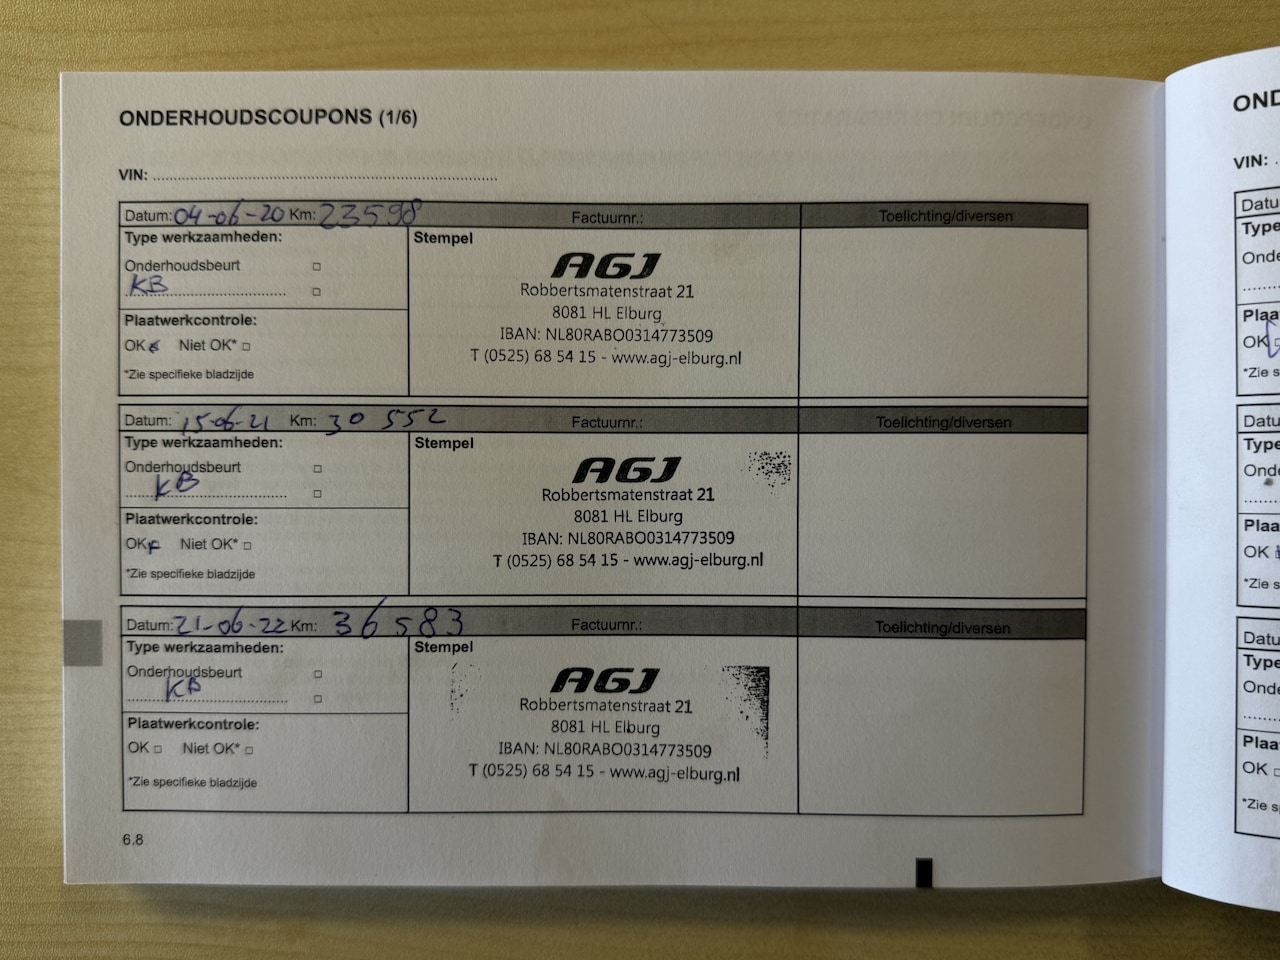 ONDERHOUDSCOUPONS (1/6)
VIN: ..........
Datum: 04-06-20 Km: 23598 Factuurnr.: Toelichting/diversen
Type werkzaamheden:
Stempel
Onderhoudsbeurt
KB
Plaatwerkcontrole:
OK Niet OK*
*Zie specifieke bladzijde
AGJ
Robbertsmatenstraat 21
8081 HL Elburg
IBAN: NL80RABO0314773509
T (0525) 68 54 15 - www.agj-elburg.nl
Datum: 15-06-21 Km: 30 552 Factuurnr.: Toelichting/diversen
Type werkzaamheden:
Stempel
Onderhoudsbeurt
KB
Plaatwerkcontrole:
OK Niet OK*
*Zie specifieke bladzijde
AGJ
Robbertsmatenstraat 21
8081 HL Elburg
IBAN: NL80RABO0314773509
T (0525) 68 54 15 - www.agj-elburg.nl
Datum: 21-06-22 Km: 36583 Factuurnr.: Toelichting/diversen
Type werkzaamheden:
Stempel
Onderhoudsbeurt
KB
Plaatwerkcontrole:
OK Niet OK*
*Zie specifieke bladzijde
AGJ
Robbertsmatenstraat 21
8081 HL Elburg
IBAN: NL80RABO0314773509
T (0525) 68 54 15 - www.agj-elburg.nl
6.8
VIN:
OK
OK
OK